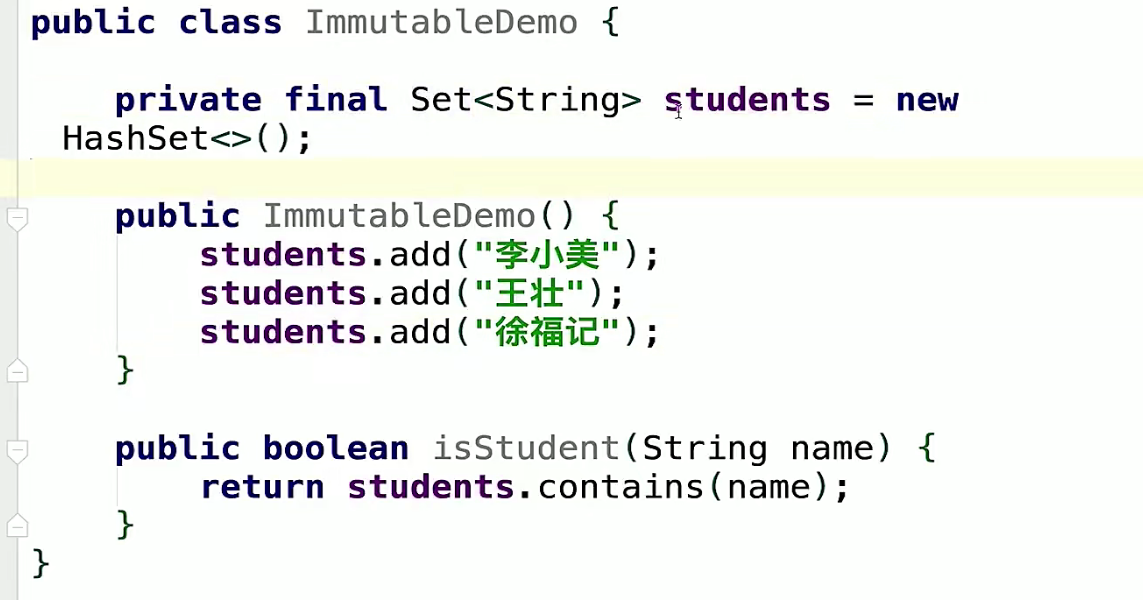 public class ImmutableDemo {
private final Set<String> students = new
HashSet<>();
public ImmutableDemo() {
students.add("李小美");
students.add("王壮");
students.add("徐福记");
}
public boolean isStudent(String name) {
return students.contains(name);
}
}